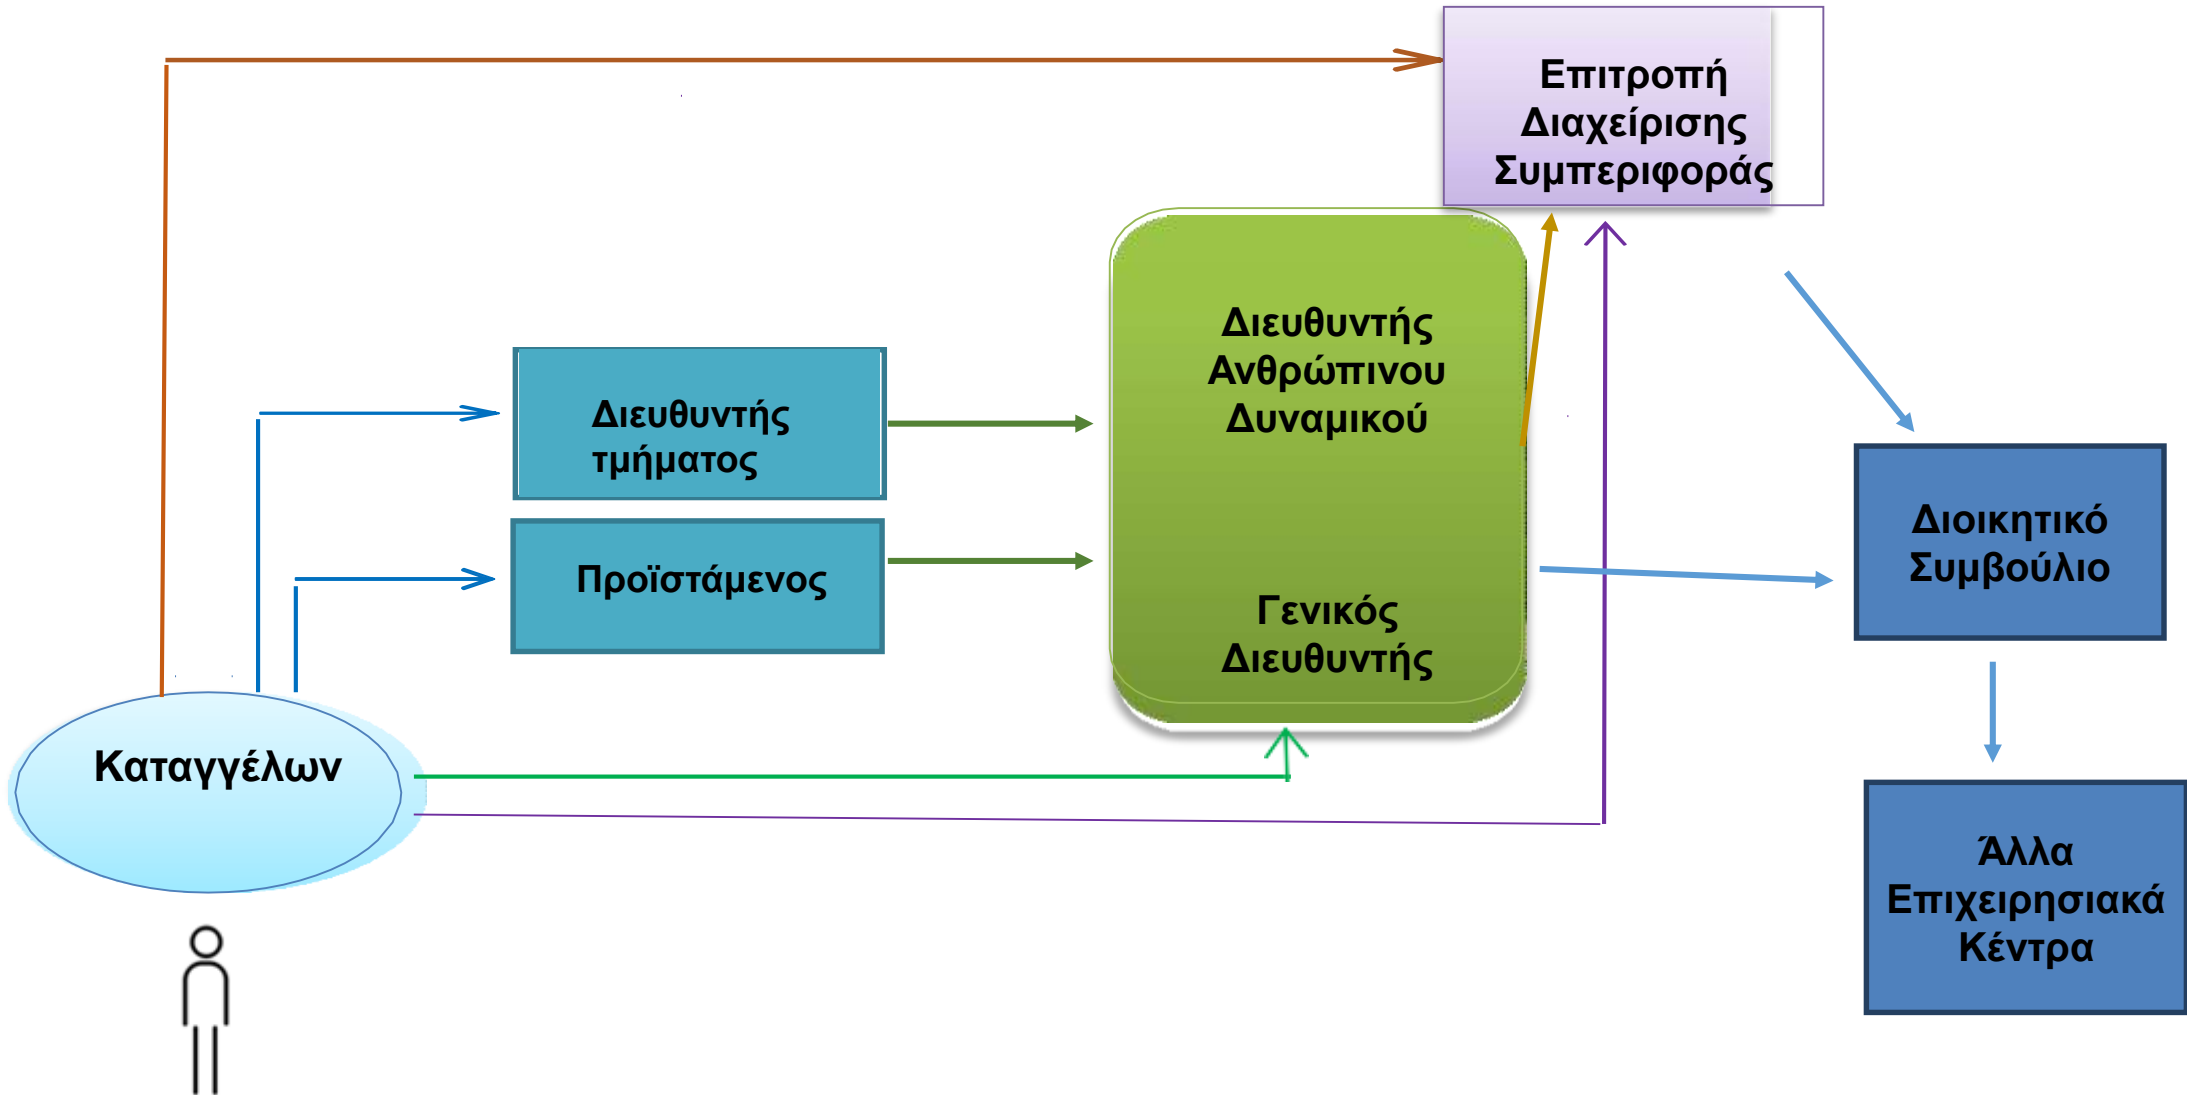 Επιτροπή
Διαχείρισης
Συμπεριφοράς
Διευθυντής
Ανθρώπινου
Δυναμικού
Γενικός
Διευθυντής
Διευθυντής
τμήματος
Προϊστάμενος
Διοικητικό
Συμβούλιο
Καταγγέλων
Άλλα
Επιχειρησιακά
Κέντρα